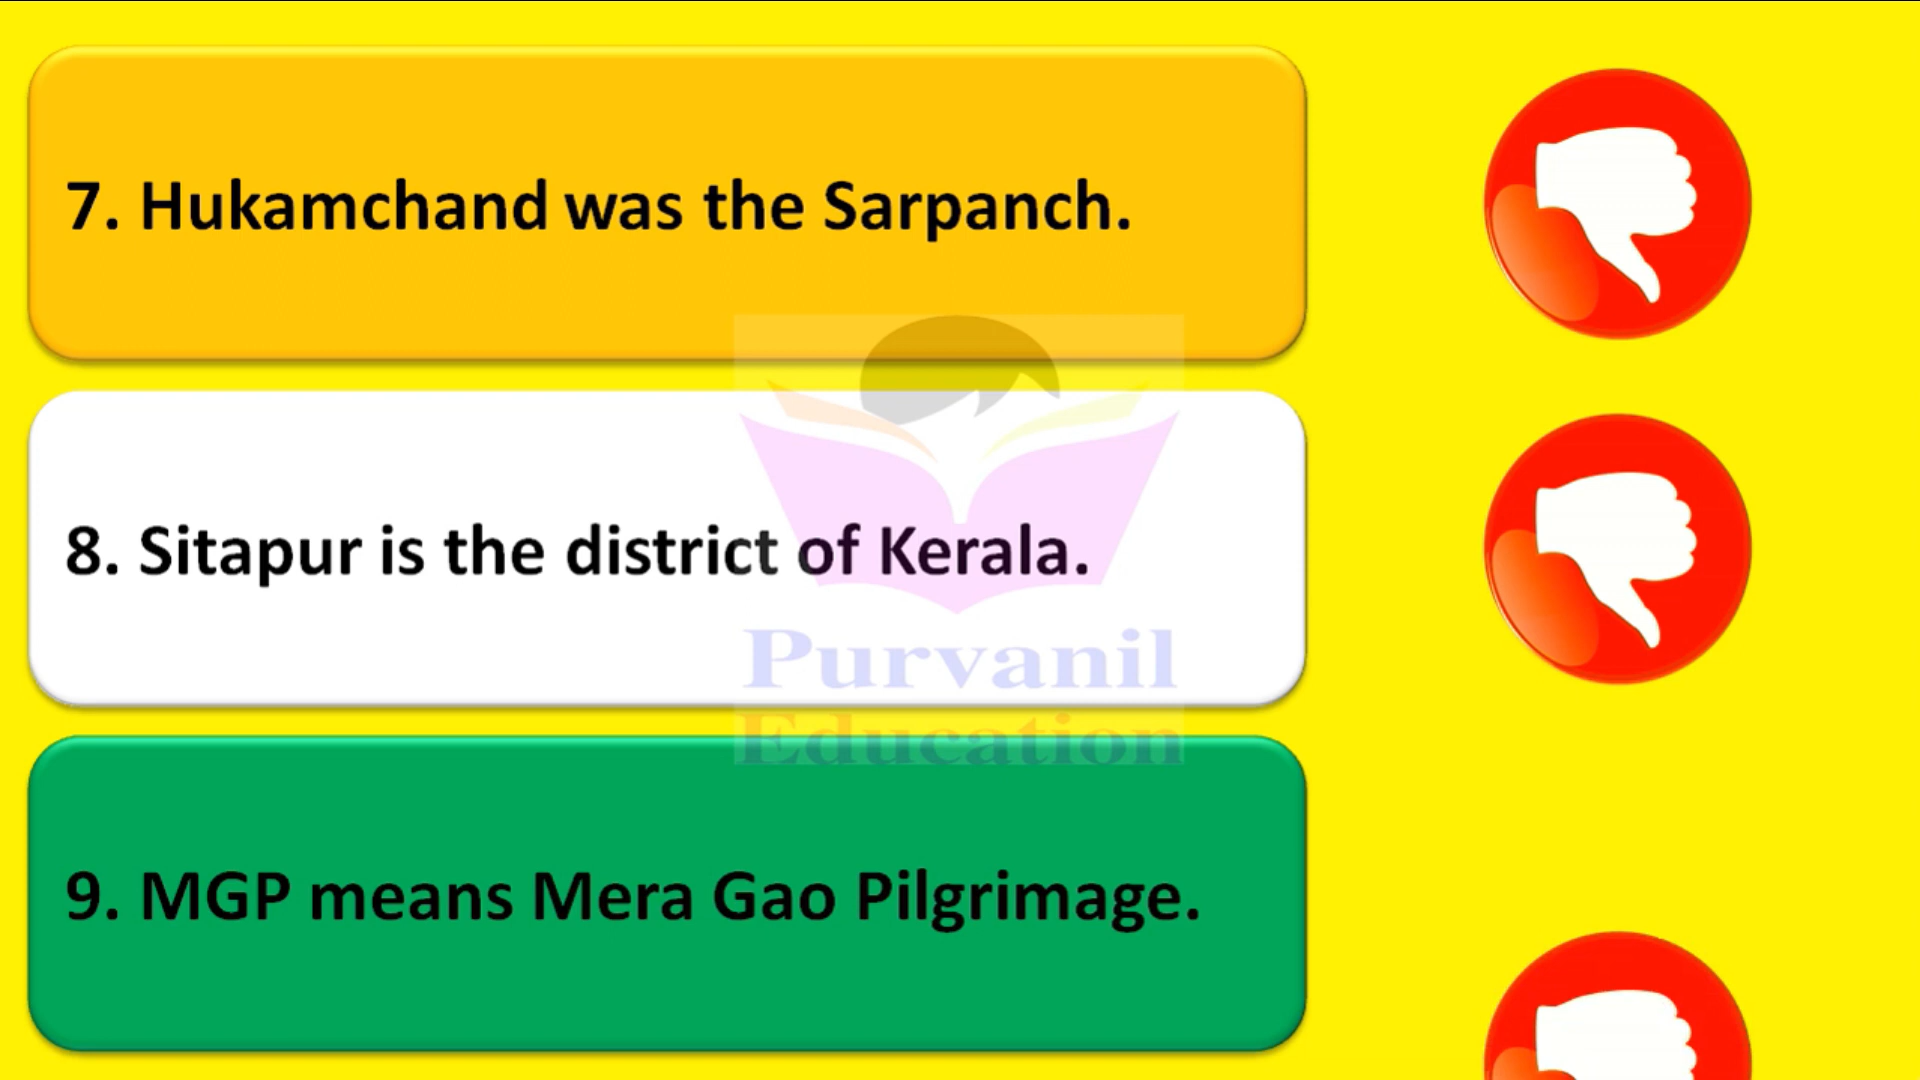 7. Hukamchand was the Sarpanch.
8. Sitapur is the district of Kerala.
Purvanil
Education
9. MGP means Mera Gao Pilgrimage.